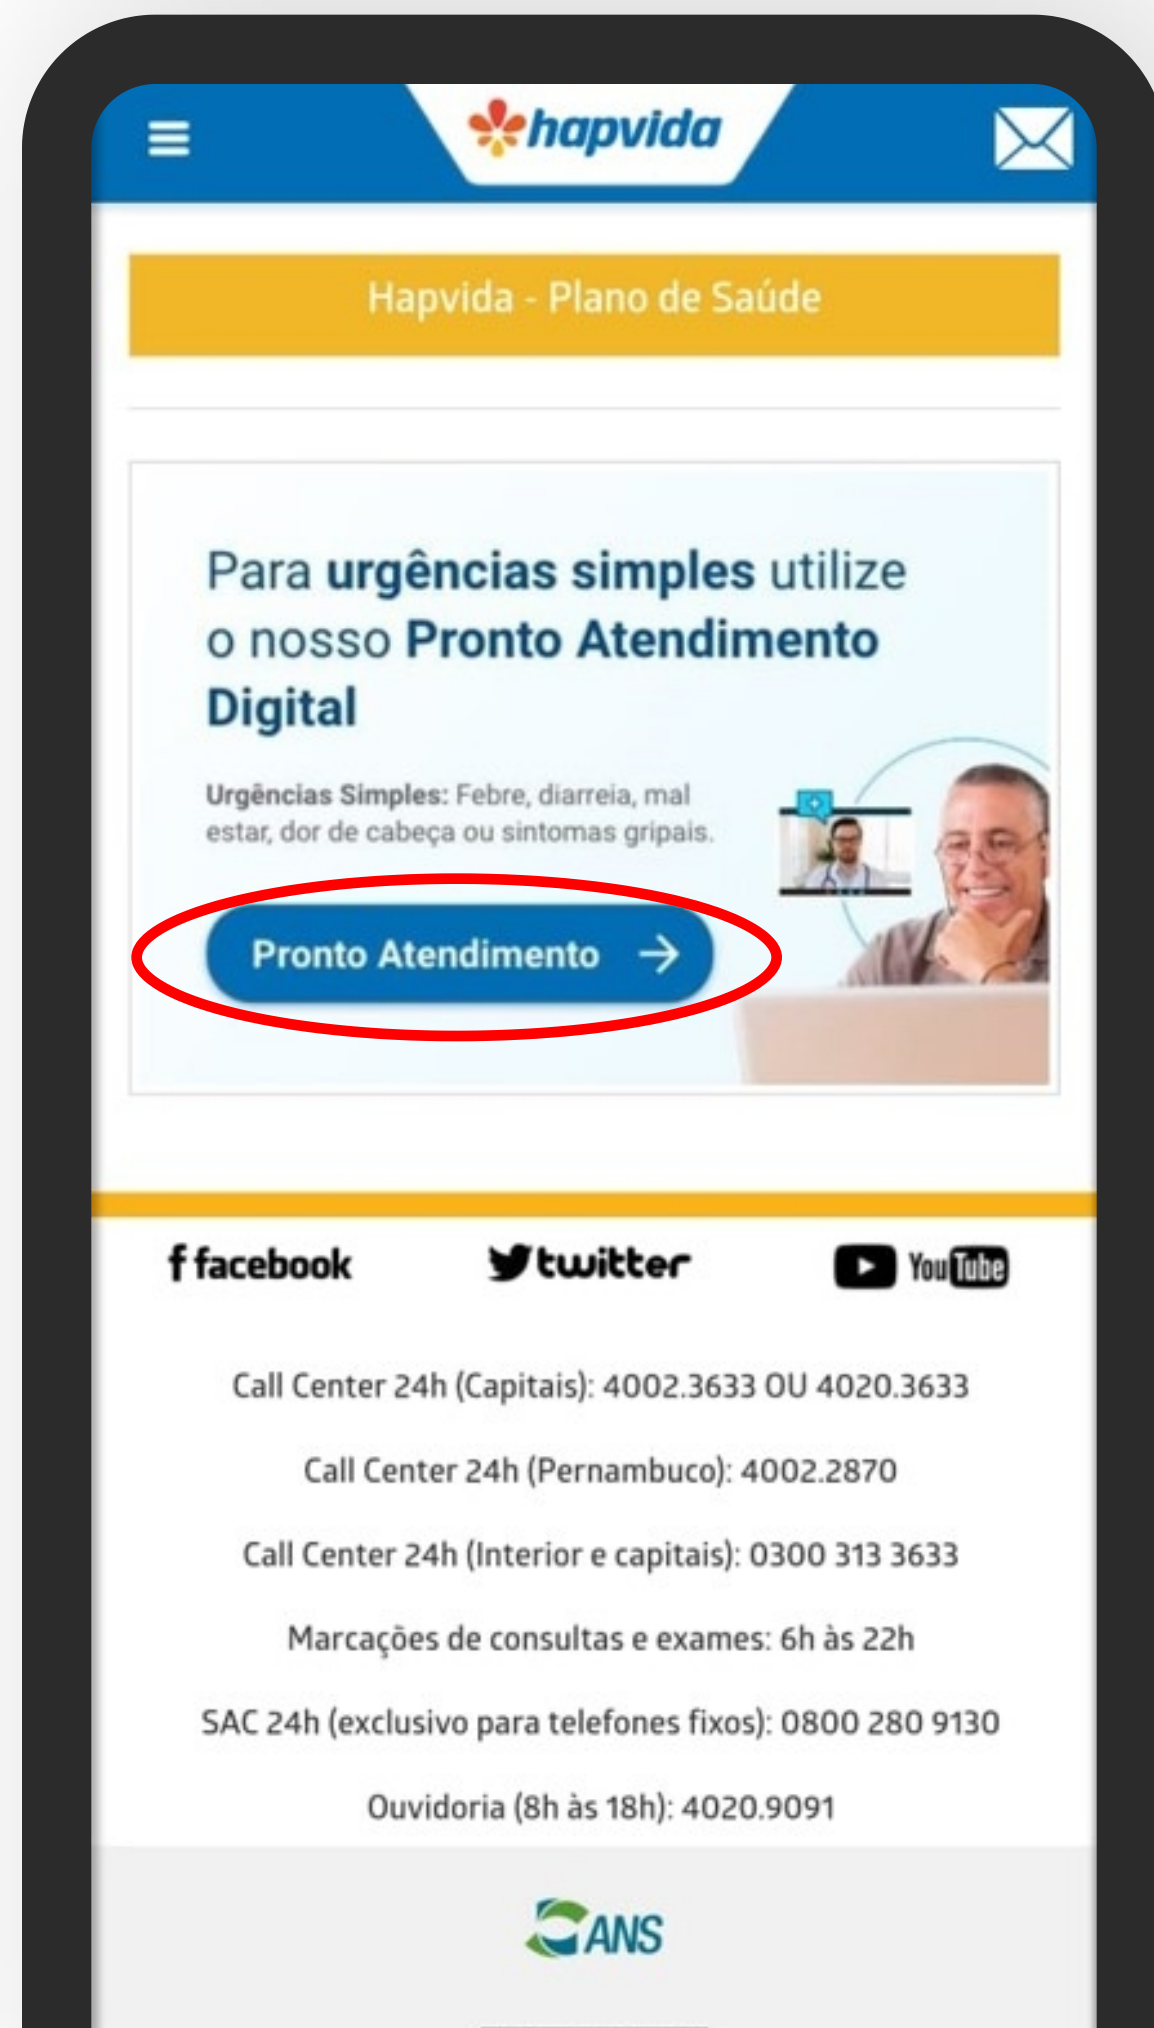 hapvida
Hapvida - Plano de Saúde
Para urgências simples utilize
o nosso Pronto Atendimento
Digital
Urgências Simples: Febre, diarreia, mal
estar, dor de cabeça ou sintomas gripais.
Pronto Atendimento →
f facebook
twitter
YouTube
Call Center 24h (Capitais): 4002.3633 OU 4020.3633
Call Center 24h (Pernambuco): 4002.2870
Call Center 24h (Interior e capitais): 0300 313 3633
Marcações de consultas e exames: 6h às 22h
SAC 24h (exclusivo para telefones fixos): 0800 280 9130
Ouvidoria (8h às 18h): 4020.9091
ANS